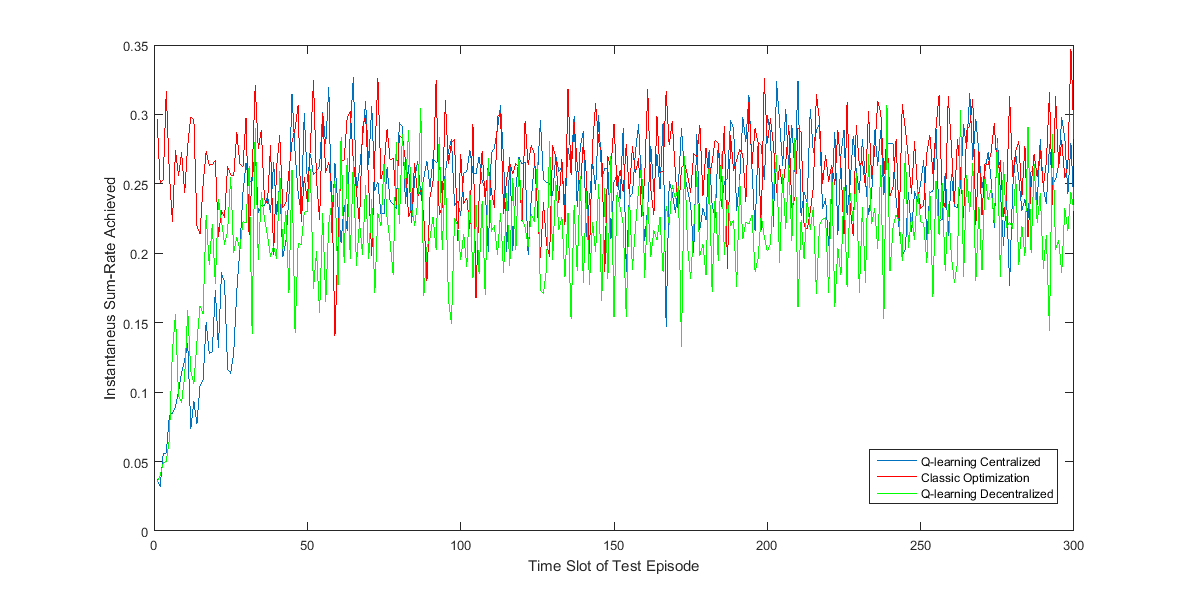 0.35
0.3
0.25
0.2
0.15
0.1
0.05
0
Instantaneus Sum-Rate Achieved
Q-learning Centralized
Classic Optimization
Q-learning Decentralized
0 50 100 150 200 250 300
Time Slot of Test Episode